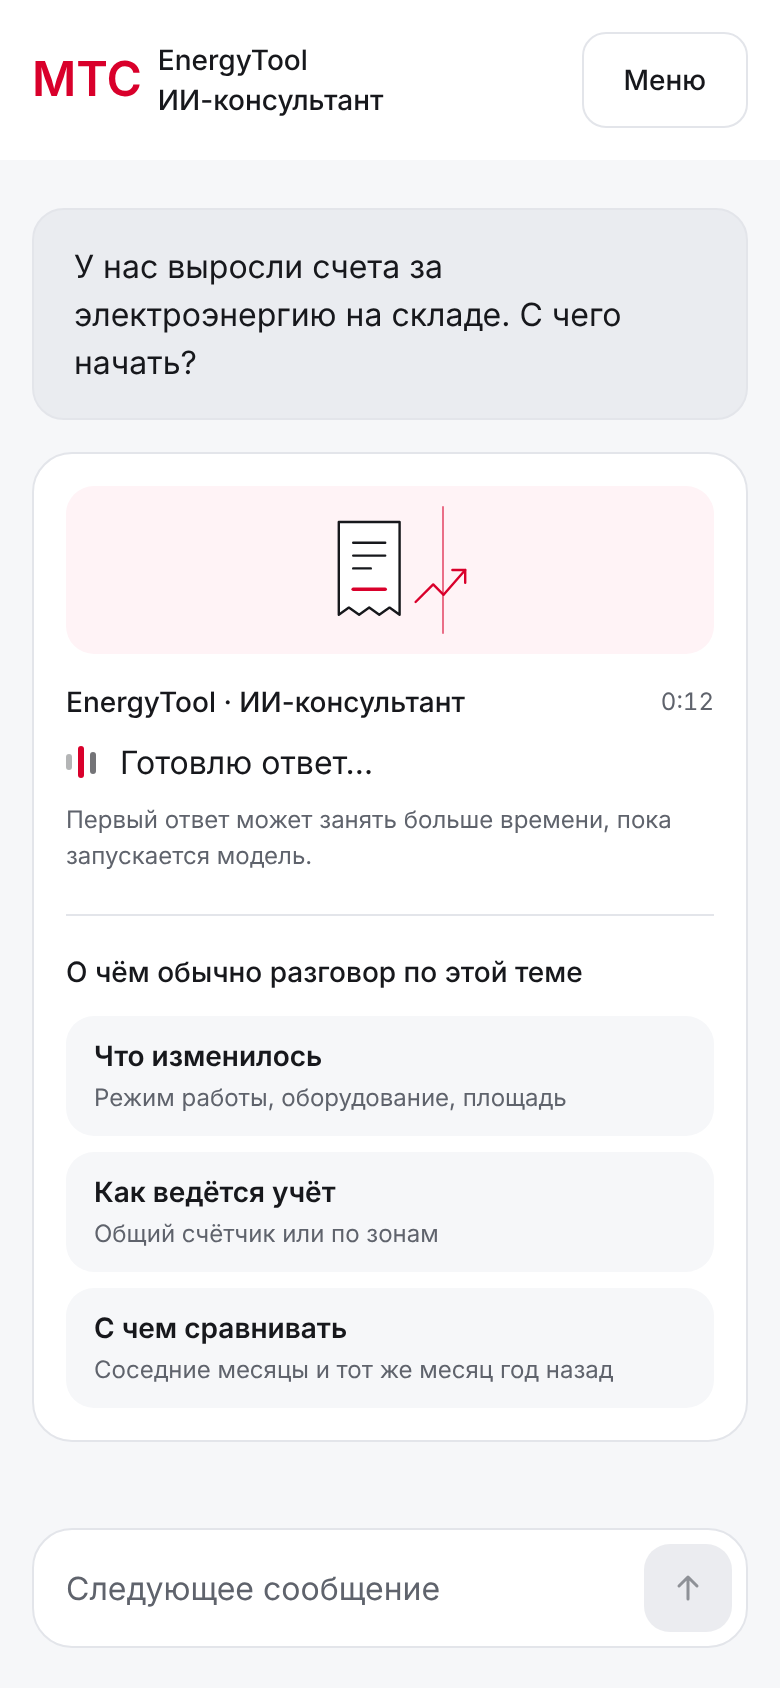 МТС
EnergyTool
ИИ-консультант
Меню
У нас выросли счета за
электроэнергию на складе. С чего
начать?
EnergyTool · ИИ-консультант
0:12
Готовлю ответ...
Первый ответ может занять больше времени, пока
запускается модель.
О чём обычно разговор по этой теме
Что изменилось
Режим работы, оборудование, площадь
Как ведётся учёт
Общий счётчик или по зонам
С чем сравнивать
Соседние месяцы и тот же месяц год назад
Следующее сообщение